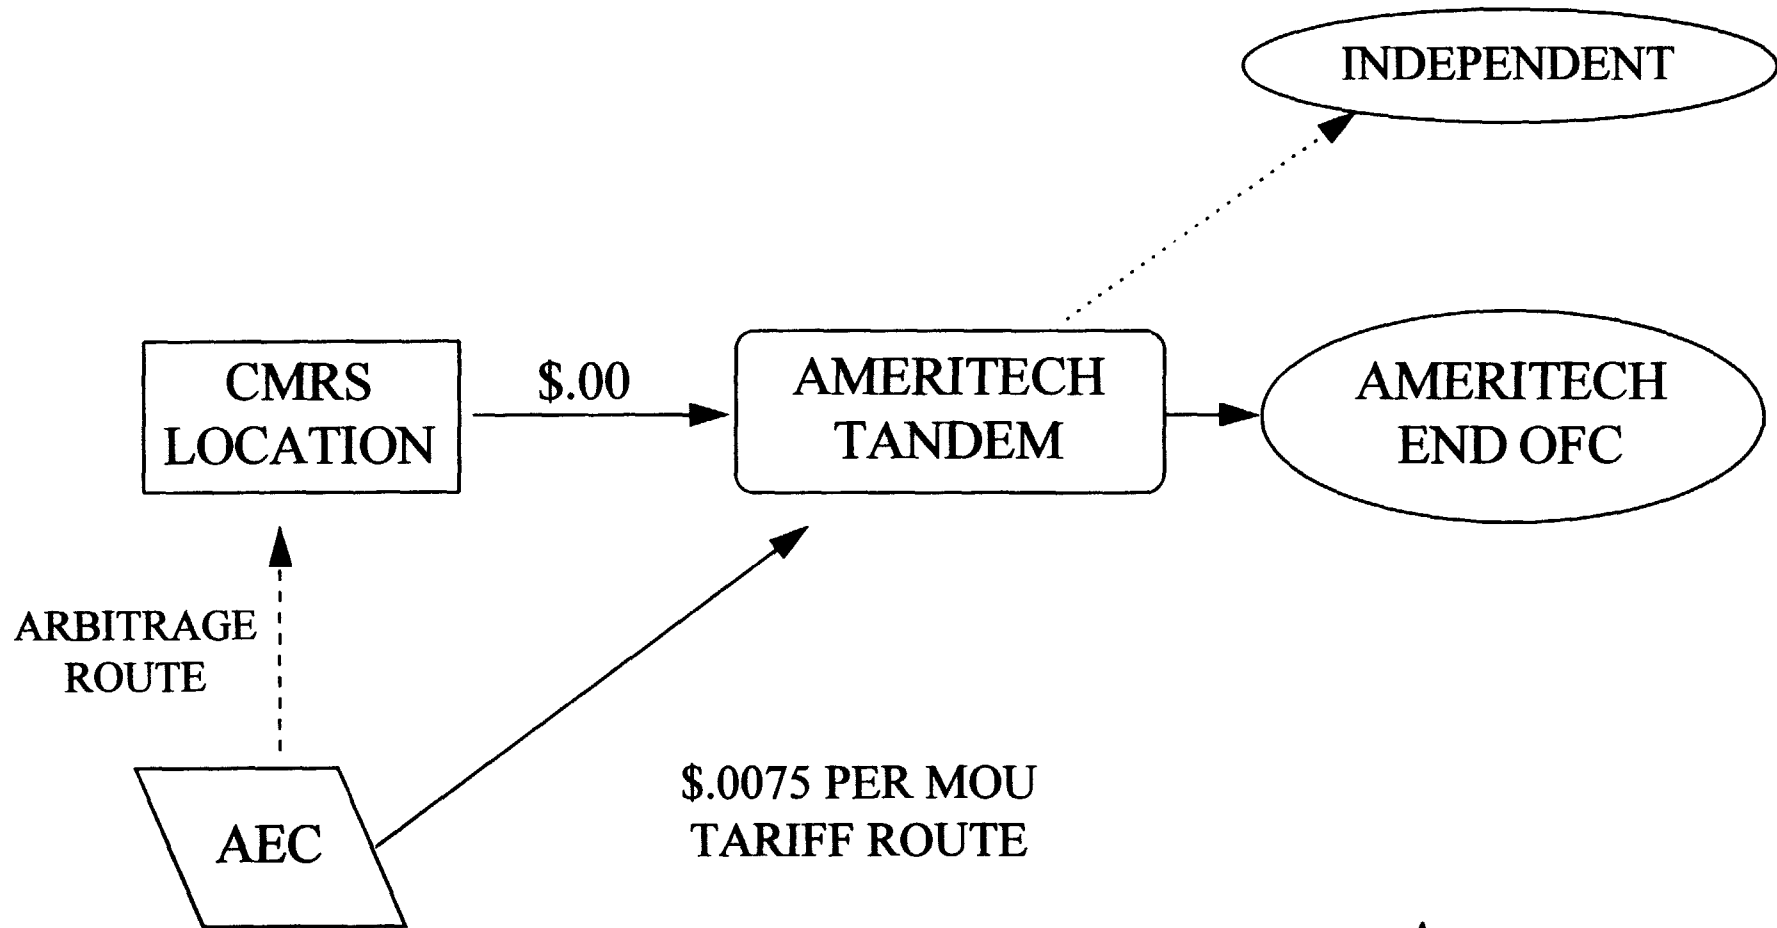 INDEPENDENT
CMRS
LOCATION
$.00
AMERITECH
TANDEM
AMERITECH
END OFC
ARBITRAGE
ROUTE
AEC
$.0075 PER MOU
TARIFF ROUTE